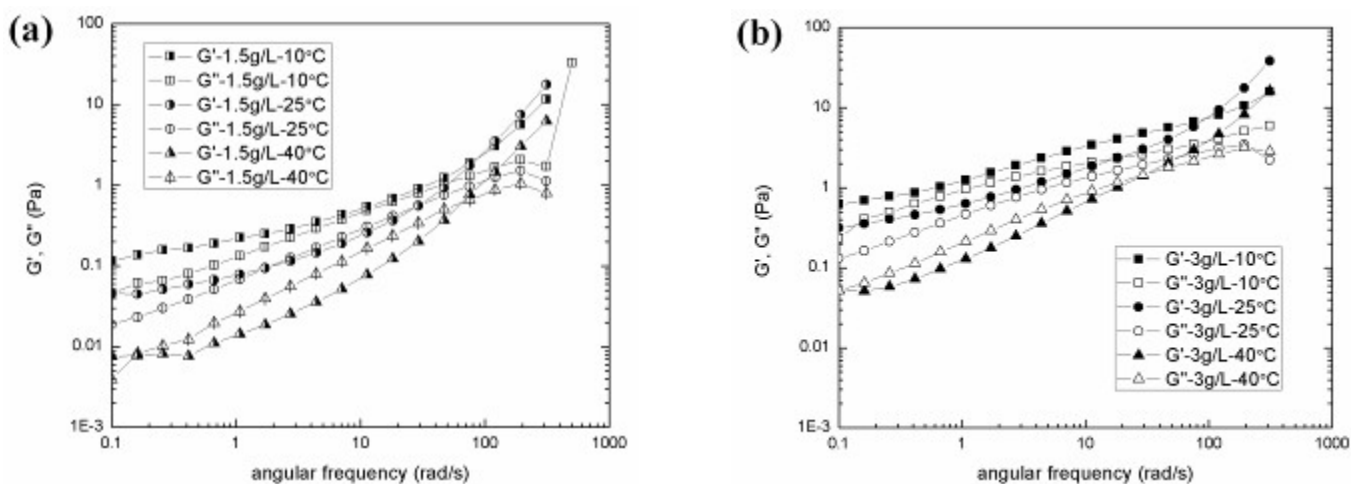 (a)
100
10
1
0.1
0.01
1E-3
G', G" (Pa)
G'-1.5g/L-10°C
G"-1.5g/L-10°C
G'-1.5g/L-25°C
G"-1.5g/L-25°C
G'-1.5g/L-40°C
G"-1.5g/L-40°C
0.1 1 10 100 1000
angular frequency (rad/s)
(b)
100
10
1
0.1
0.01
1E-3
G', G" (Pa)
G'-3g/L-10°C
G"-3g/L-10°C
G'-3g/L-25°C
G"-3g/L-25°C
G'-3g/L-40°C
G"-3g/L-40°C
0.1 1 10 100 1000
angular frequency (rad/s)